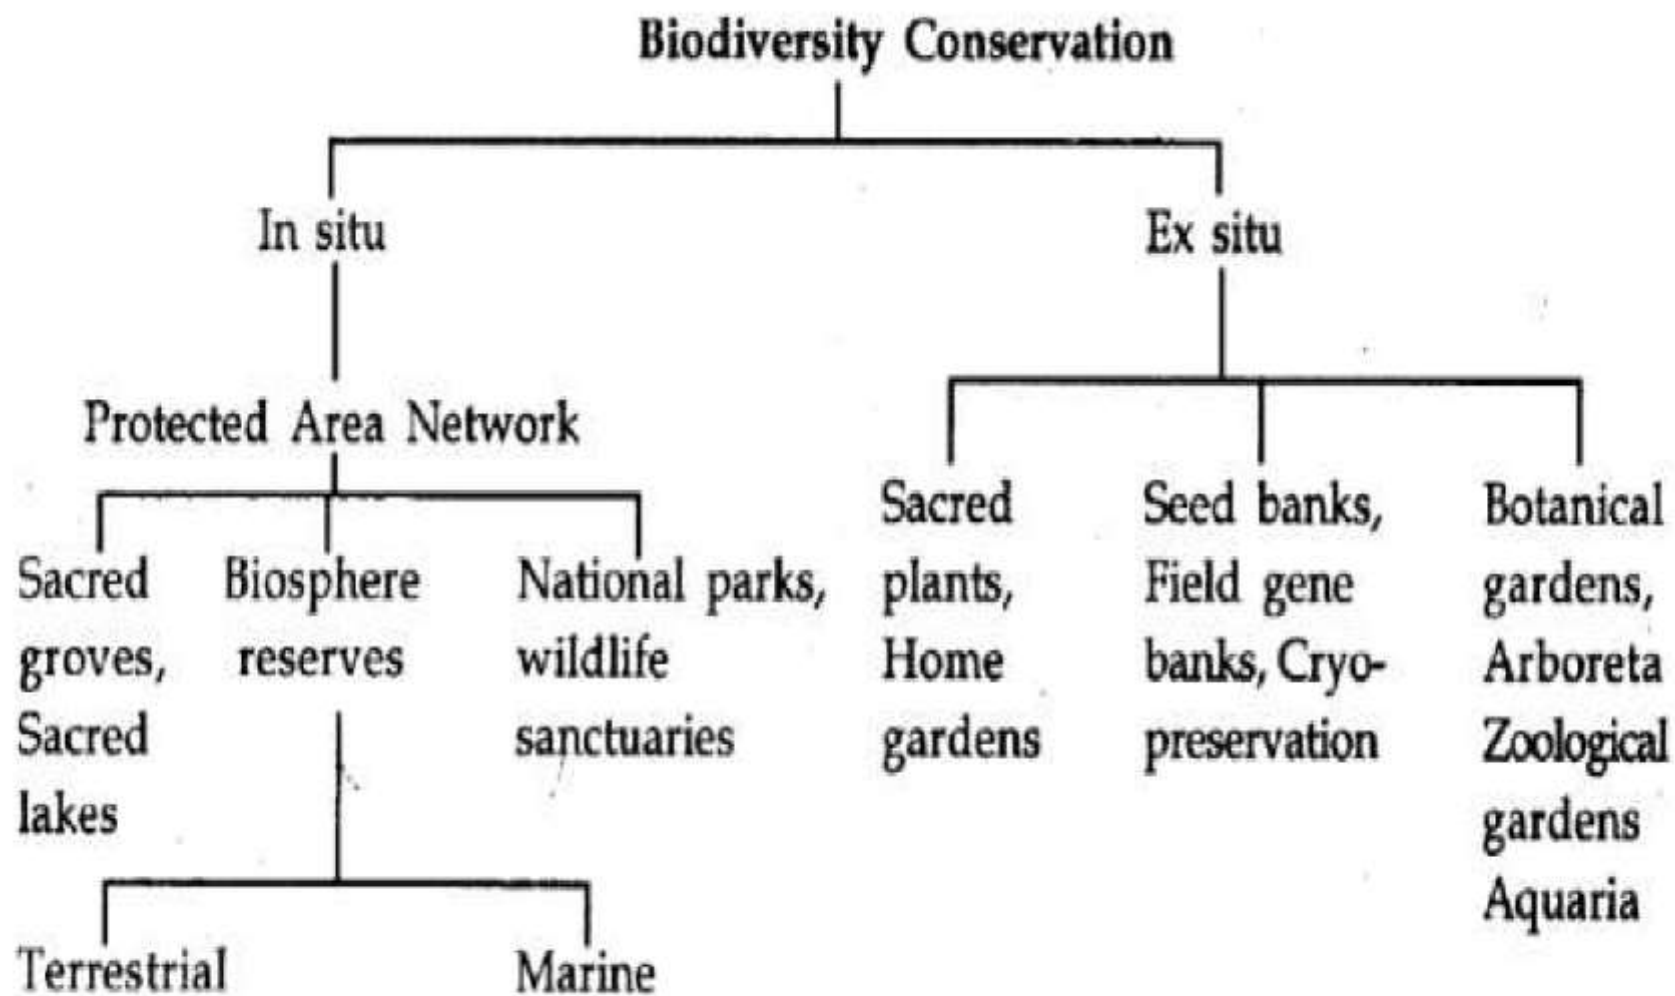 Biodiversity Conservation
In situ
Ex situ
Protected Area Network
Sacred
groves,
Sacred
lakes
Biosphere
reserves
National parks,
wildlife
sanctuaries
Terrestrial
Marine
Sacred
plants,
Home
gardens
Seed banks,
Field gene
banks, Cryo-
preservation
Botanical
gardens,
Arboreta
Zoological
gardens
Aquaria